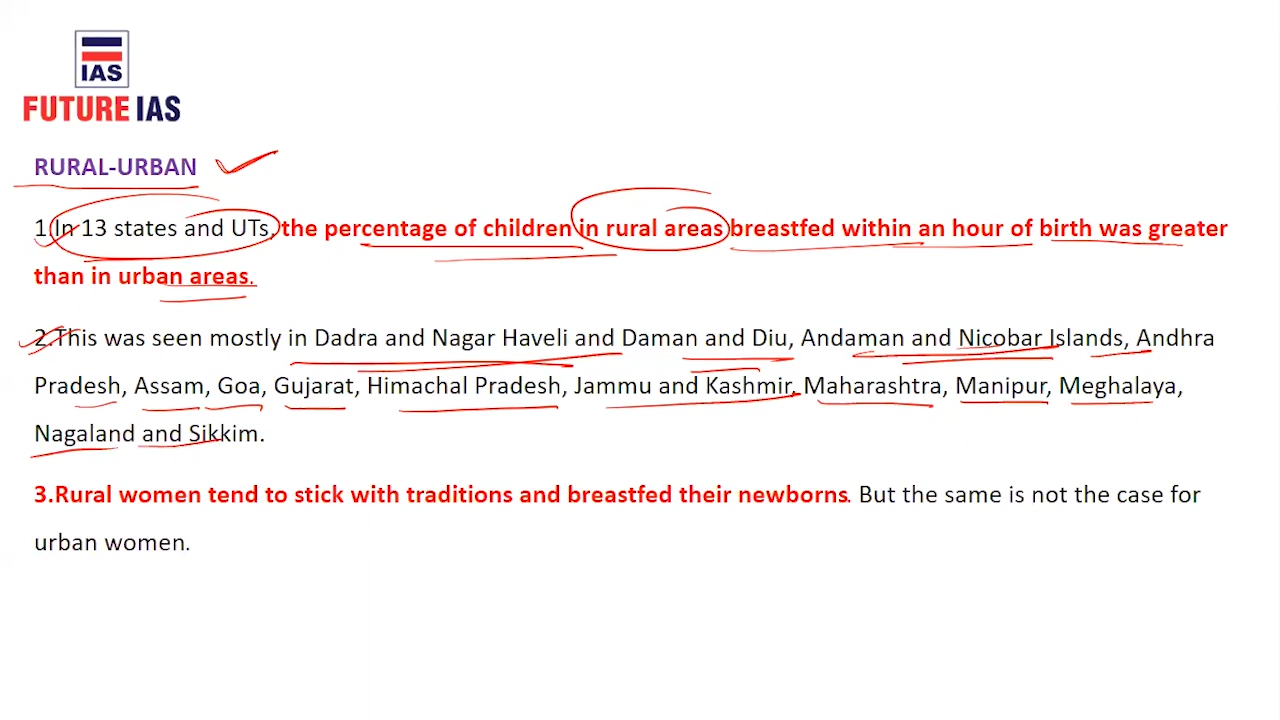 IAS
FUTURE IAS
RURAL-URBAN
1.In 13 states and UTs, the percentage of children in rural areas breastfed within an hour of birth was greater
than in urban areas.
2.This was seen mostly in Dadra and Nagar Haveli and Daman and Diu, Andaman and Nicobar Islands, Andhra
Pradesh, Assam, Goa, Gujarat, Himachal Pradesh, Jammu and Kashmir, Maharashtra, Manipur, Meghalaya,
Nagaland and Sikkim.
3.Rural women tend to stick with traditions and breastfed their newborns. But the same is not the case for
urban women.